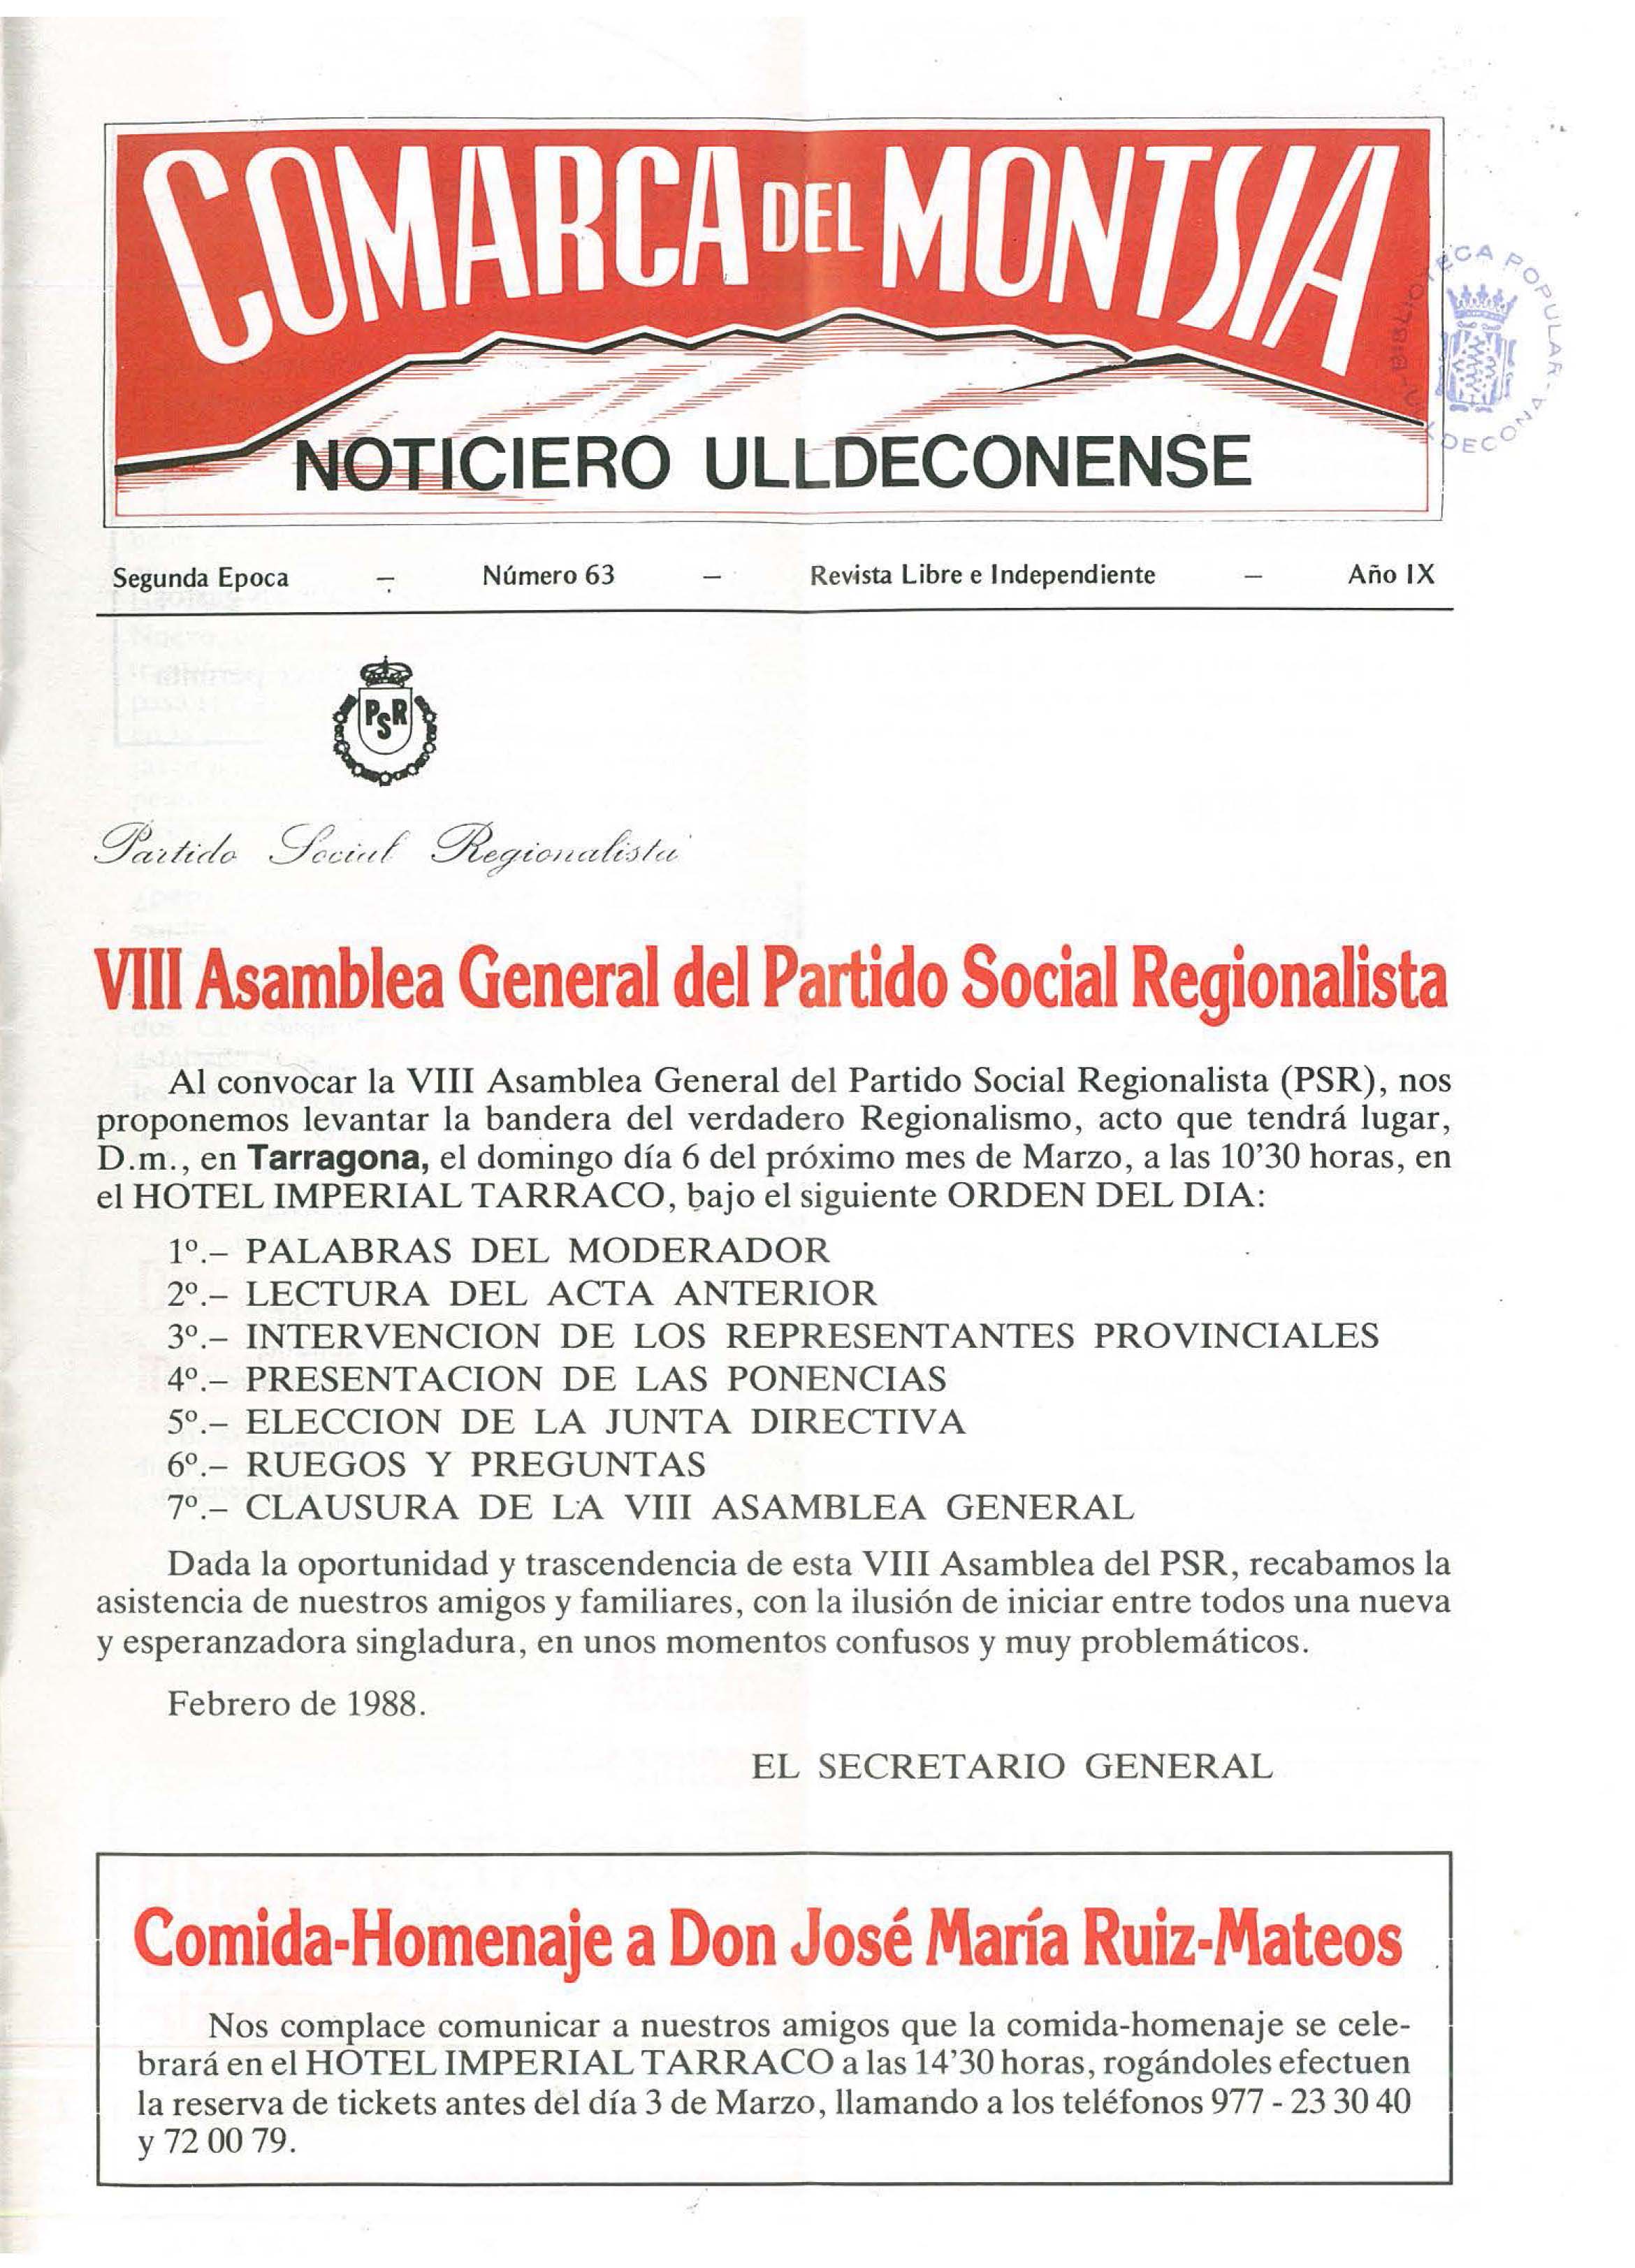 COMARCA DEL MONTSIA
NOTICIERO ULLDECONENSE
BIBLIOTECA POPULAR - ULLDECONA -
Segunda Epoca – Número 63 – Revista Libre e Independiente – Año IX
PSR
Partido Social Regionalista
VIII Asamblea General del Partido Social Regionalista
Al convocar la VIII Asamblea General del Partido Social Regionalista (PSR), nos
proponemos levantar la bandera del verdadero Regionalismo, acto que tendrá lugar,
D.m., en Tarragona, el domingo día 6 del próximo mes de Marzo, a las 10'30 horas, en
el HOTEL IMPERIAL TARRACO, bajo el siguiente ORDEN DEL DIA:
1º.– PALABRAS DEL MODERADOR
2º.– LECTURA DEL ACTA ANTERIOR
3º.– INTERVENCION DE LOS REPRESENTANTES PROVINCIALES
4º.– PRESENTACION DE LAS PONENCIAS
5º.– ELECCION DE LA JUNTA DIRECTIVA
6º.– RUEGOS Y PREGUNTAS
7º.– CLAUSURA DE LA VIII ASAMBLEA GENERAL
Dada la oportunidad y trascendencia de esta VIII Asamblea del PSR, recabamos la
asistencia de nuestros amigos y familiares, con la ilusión de iniciar entre todos una nueva
y esperanzadora singladura, en unos momentos confusos y muy problemáticos.
Febrero de 1988.
EL SECRETARIO GENERAL
Comida-Homenaje a Don José María Ruiz-Mateos
Nos complace comunicar a nuestros amigos que la comida-homenaje se cele-
brará en el HOTEL IMPERIAL TARRACO a las 14'30 horas, rogándoles efectuen
la reserva de tickets antes del día 3 de Marzo, llamando a los teléfonos 977 - 23 30 40
y 72 00 79.